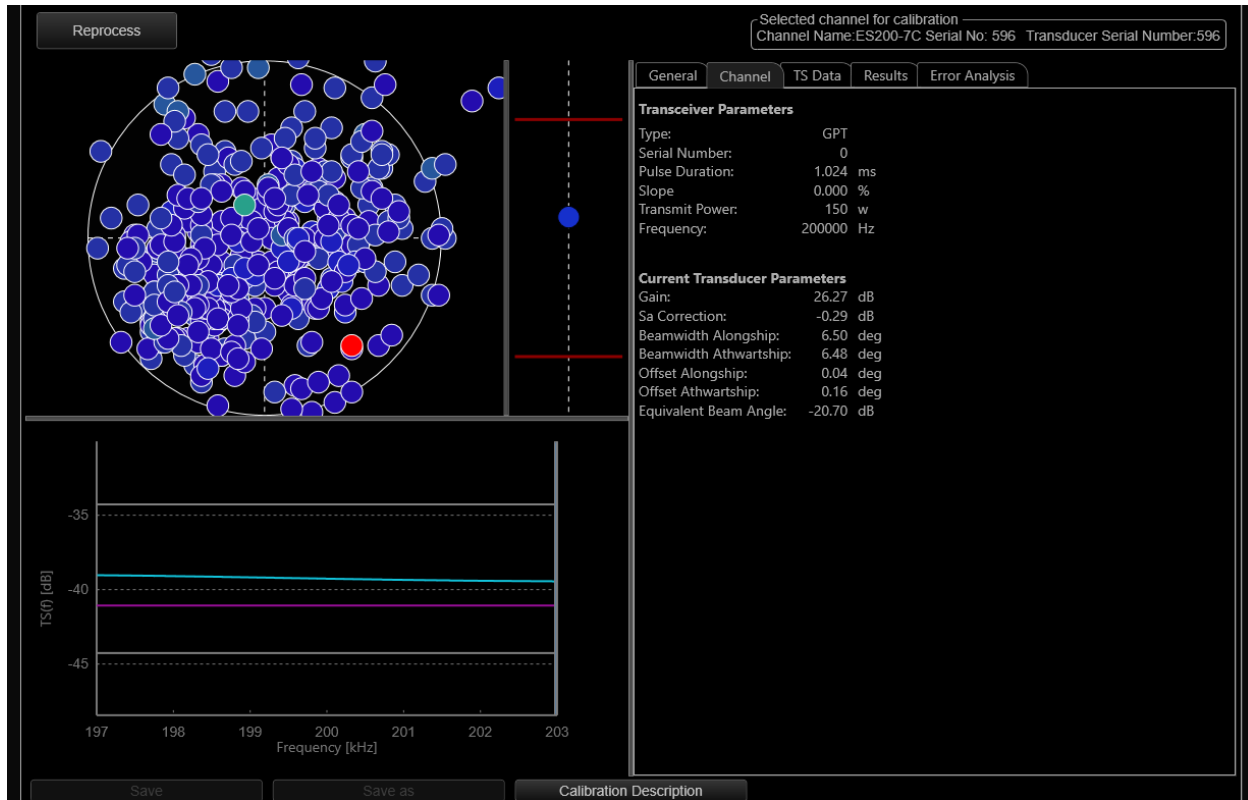 Reprocess
Selected channel for calibration
Channel Name:ES200-7C Serial No: 596 Transducer Serial Number:596
General Channel TS Data Results Error Analysis
Transceiver Parameters
Type: GPT
Serial Number: 0
Pulse Duration: 1.024 ms
Slope 0.000 %
Transmit Power: 150 w
Frequency: 200000 Hz
Current Transducer Parameters
Gain: 26.27 dB
Sa Correction: -0.29 dB
Beamwidth Alongship: 6.50 deg
Beamwidth Athwartship: 6.48 deg
Offset Alongship: 0.04 deg
Offset Athwartship: 0.16 deg
Equivalent Beam Angle: -20.70 dB
TS(f) [dB]
-35
-40
-45
197 198 199 200 201 202 203
Frequency [kHz]
Save Save as Calibration Description